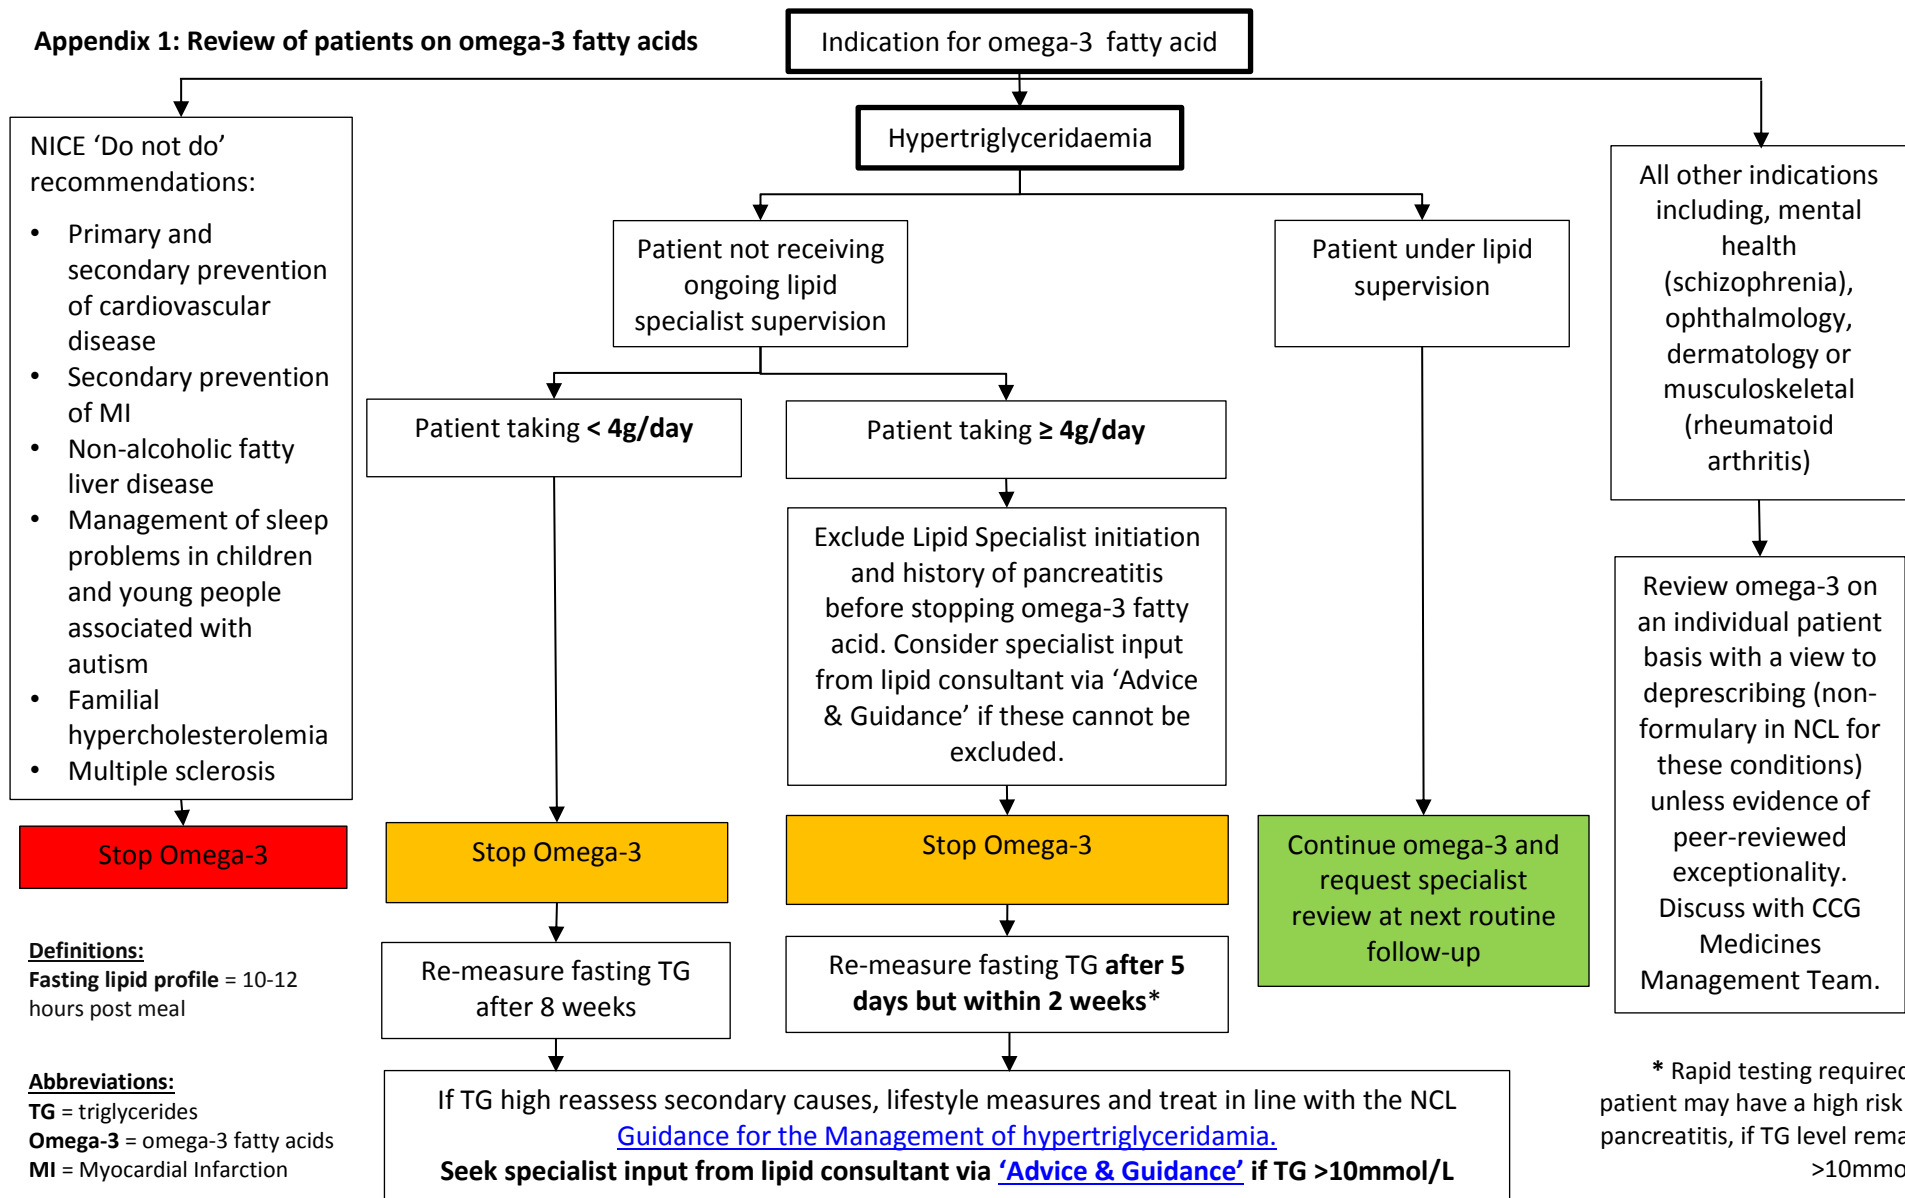 Appendix 1: Review of patients on omega-3 fatty acids
Indication for omega-3 fatty acid
NICE ‘Do not do’
recommendations:
• Primary and
secondary prevention
of cardiovascular
disease
• Secondary prevention
of MI
• Non-alcoholic fatty
liver disease
• Management of sleep
problems in children
and young people
associated with
autism
• Familial
hypercholesterolemia
• Multiple sclerosis
Stop Omega-3
Hypertriglyceridaemia
Patient not receiving
ongoing lipid
specialist supervision
Patient taking < 4g/day
Stop Omega-3
Re-measure fasting TG
after 8 weeks
Patient taking ≥ 4g/day
Exclude Lipid Specialist initiation
and history of pancreatitis
before stopping omega-3 fatty
acid. Consider specialist input
from lipid consultant via ‘Advice
& Guidance’ if these cannot be
excluded.
Stop Omega-3
Re-measure fasting TG after 5
days but within 2 weeks*
Patient under lipid
supervision
Continue omega-3 and
request specialist
review at next routine
follow-up
All other indications
including, mental
health
(schizophrenia),
ophthalmology,
dermatology or
musculoskeletal
(rheumatoid
arthritis)
Review omega-3 on
an individual patient
basis with a view to
deprescribing (non-
formulary in NCL for
these conditions)
unless evidence of
peer-reviewed
exceptionality.
Discuss with CCG
Medicines
Management Team.
If TG high reassess secondary causes, lifestyle measures and treat in line with the NCL
Guidance for the Management of hypertriglyceridamia.
Seek specialist input from lipid consultant via ‘Advice & Guidance’ if TG >10mmol/L
Definitions:
Fasting lipid profile = 10-12
hours post meal
Abbreviations:
TG = triglycerides
Omega-3 = omega-3 fatty acids
MI = Myocardial Infarction
* Rapid testing required
patient may have a high risk
pancreatitis, if TG level